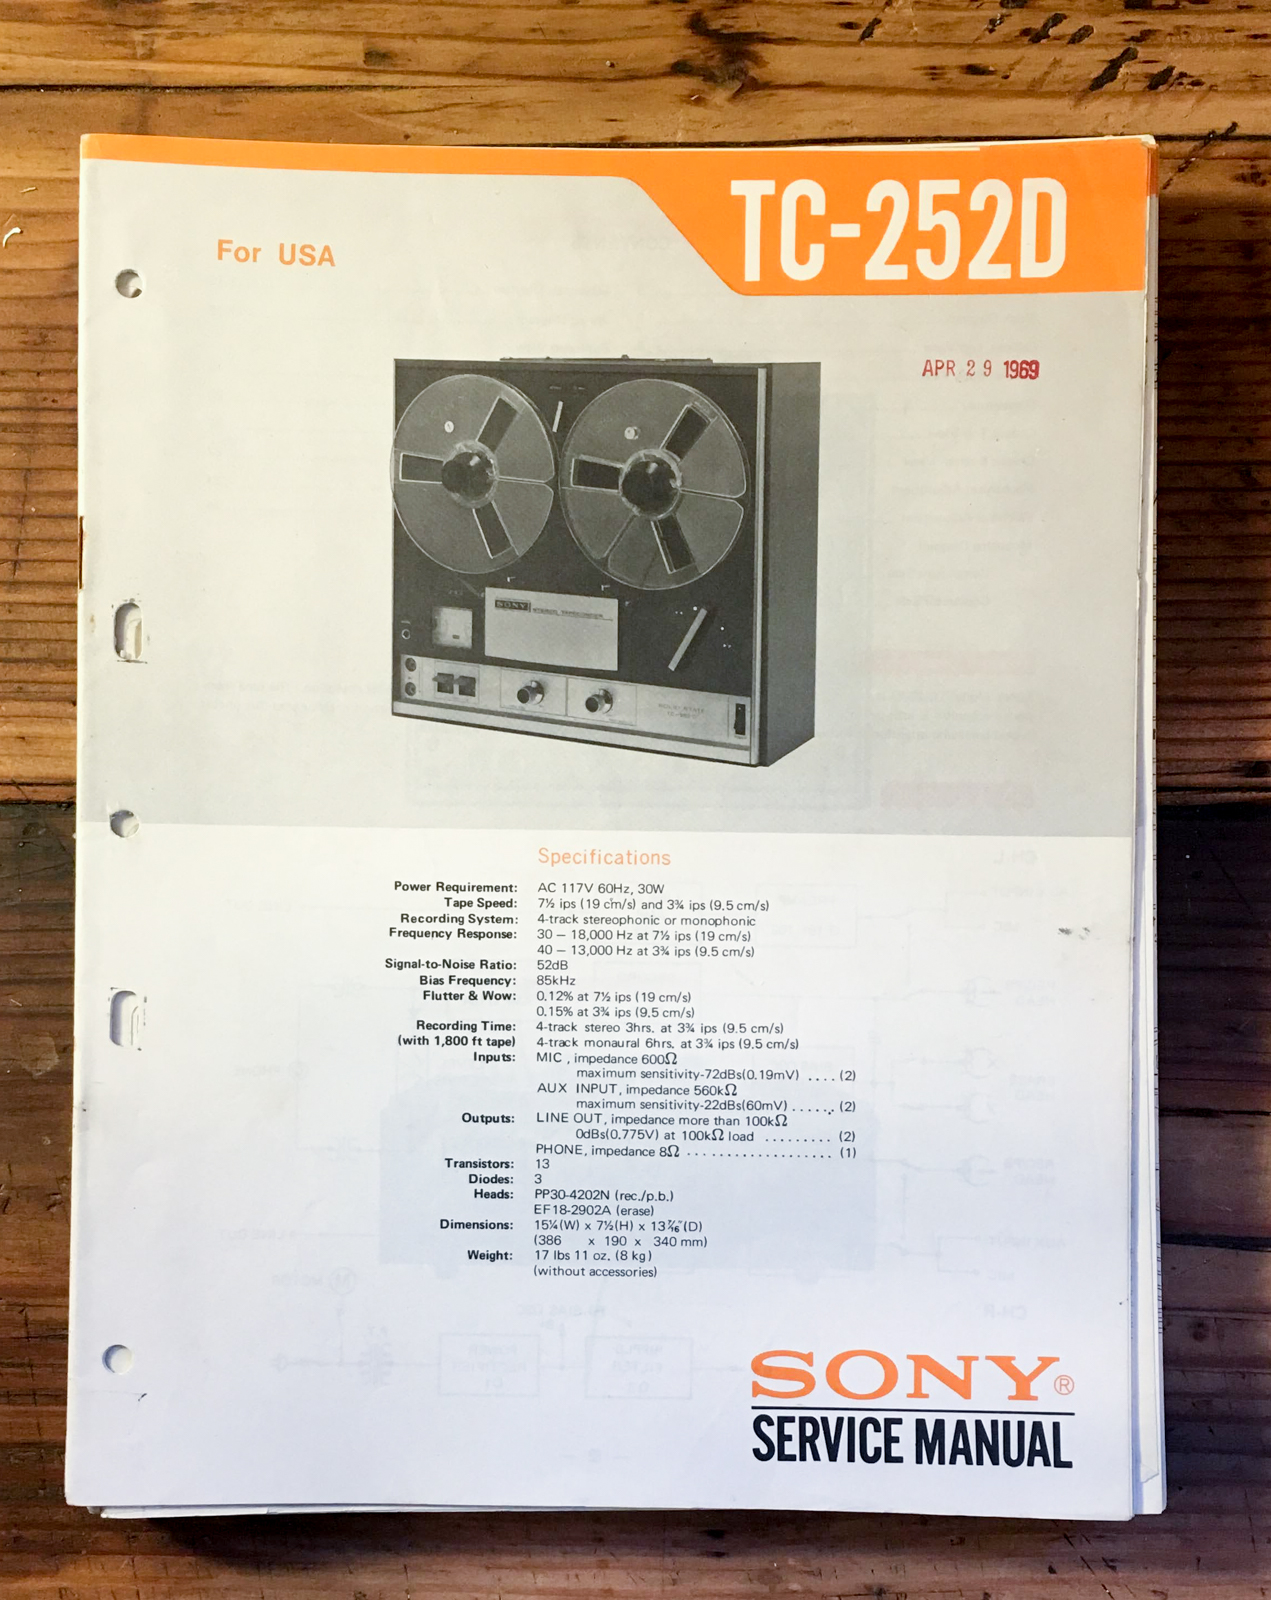 TC-252D
For USA
APR 29 1969
SONY
Specifications
Power Requirement: AC 117V 60Hz, 30W
Tape Speed: 7½ ips (19 cm/s) and 3¾ ips (9.5 cm/s)
Recording System: 4-track stereophonic or monophonic
Frequency Response: 30 – 18,000 Hz at 7½ ips (19 cm/s)
40 – 13,000 Hz at 3¾ ips (9.5 cm/s)
Signal-to-Noise Ratio: 52dB
Bias Frequency: 85kHz
Flutter & Wow: 0.12% at 7½ ips (19 cm/s)
0.15% at 3¾ ips (9.5 cm/s)
Recording Time: 4-track stereo 3hrs. at 3¾ ips (9.5 cm/s)
(with 1,800 ft tape) 4-track monaural 6hrs. at 3¾ ips (9.5 cm/s)
Inputs: MIC, impedance 600Ω
maximum sensitivity-72dBs(0.19mV) .... (2)
AUX INPUT, impedance 560kΩ
maximum sensitivity-22dBs(60mV) ...... (2)
Outputs: LINE OUT, impedance more than 100kΩ
0dBs(0.775V) at 100kΩ load ......... (2)
PHONE, impedance 8Ω ................... (1)
Transistors: 13
Diodes: 3
Heads: PP30-4202N (rec./p.b.)
EF18-2902A (erase)
Dimensions: 15¼(W) x 7½(H) x 13 7/16"(D)
(386 x 190 x 340 mm)
Weight: 17 lbs 11 oz. (8 kg)
(without accessories)
SONY®
SERVICE MANUAL